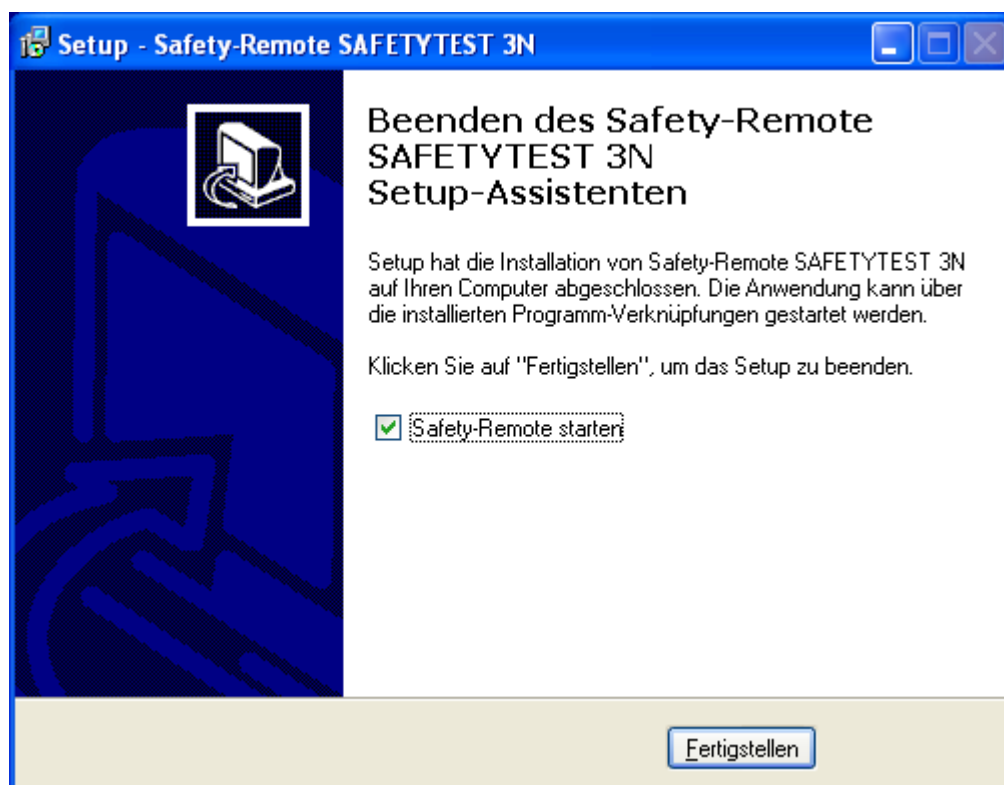 Setup - Safety-Remote SAFETYTEST 3N
Beenden des Safety-Remote
SAFETYTEST 3N
Setup-Assistenten
Setup hat die Installation von Safety-Remote SAFETYTEST 3N
auf Ihren Computer abgeschlossen. Die Anwendung kann über
die installierten Programm-Verknüpfungen gestartet werden.
Klicken Sie auf "Fertigstellen", um das Setup zu beenden.
Safety-Remote starten
Fertigstellen